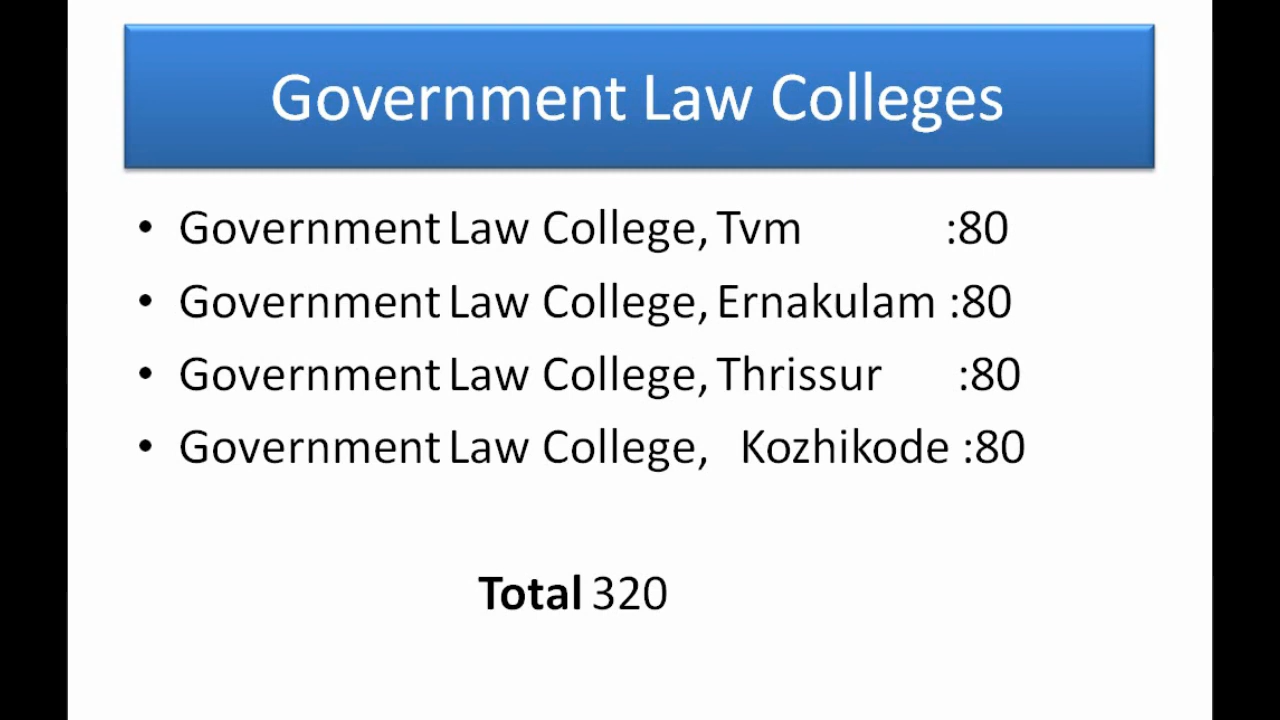 Government Law Colleges
• Government Law College, Tvm :80
• Government Law College, Ernakulam :80
• Government Law College, Thrissur :80
• Government Law College, Kozhikode :80
Total 320